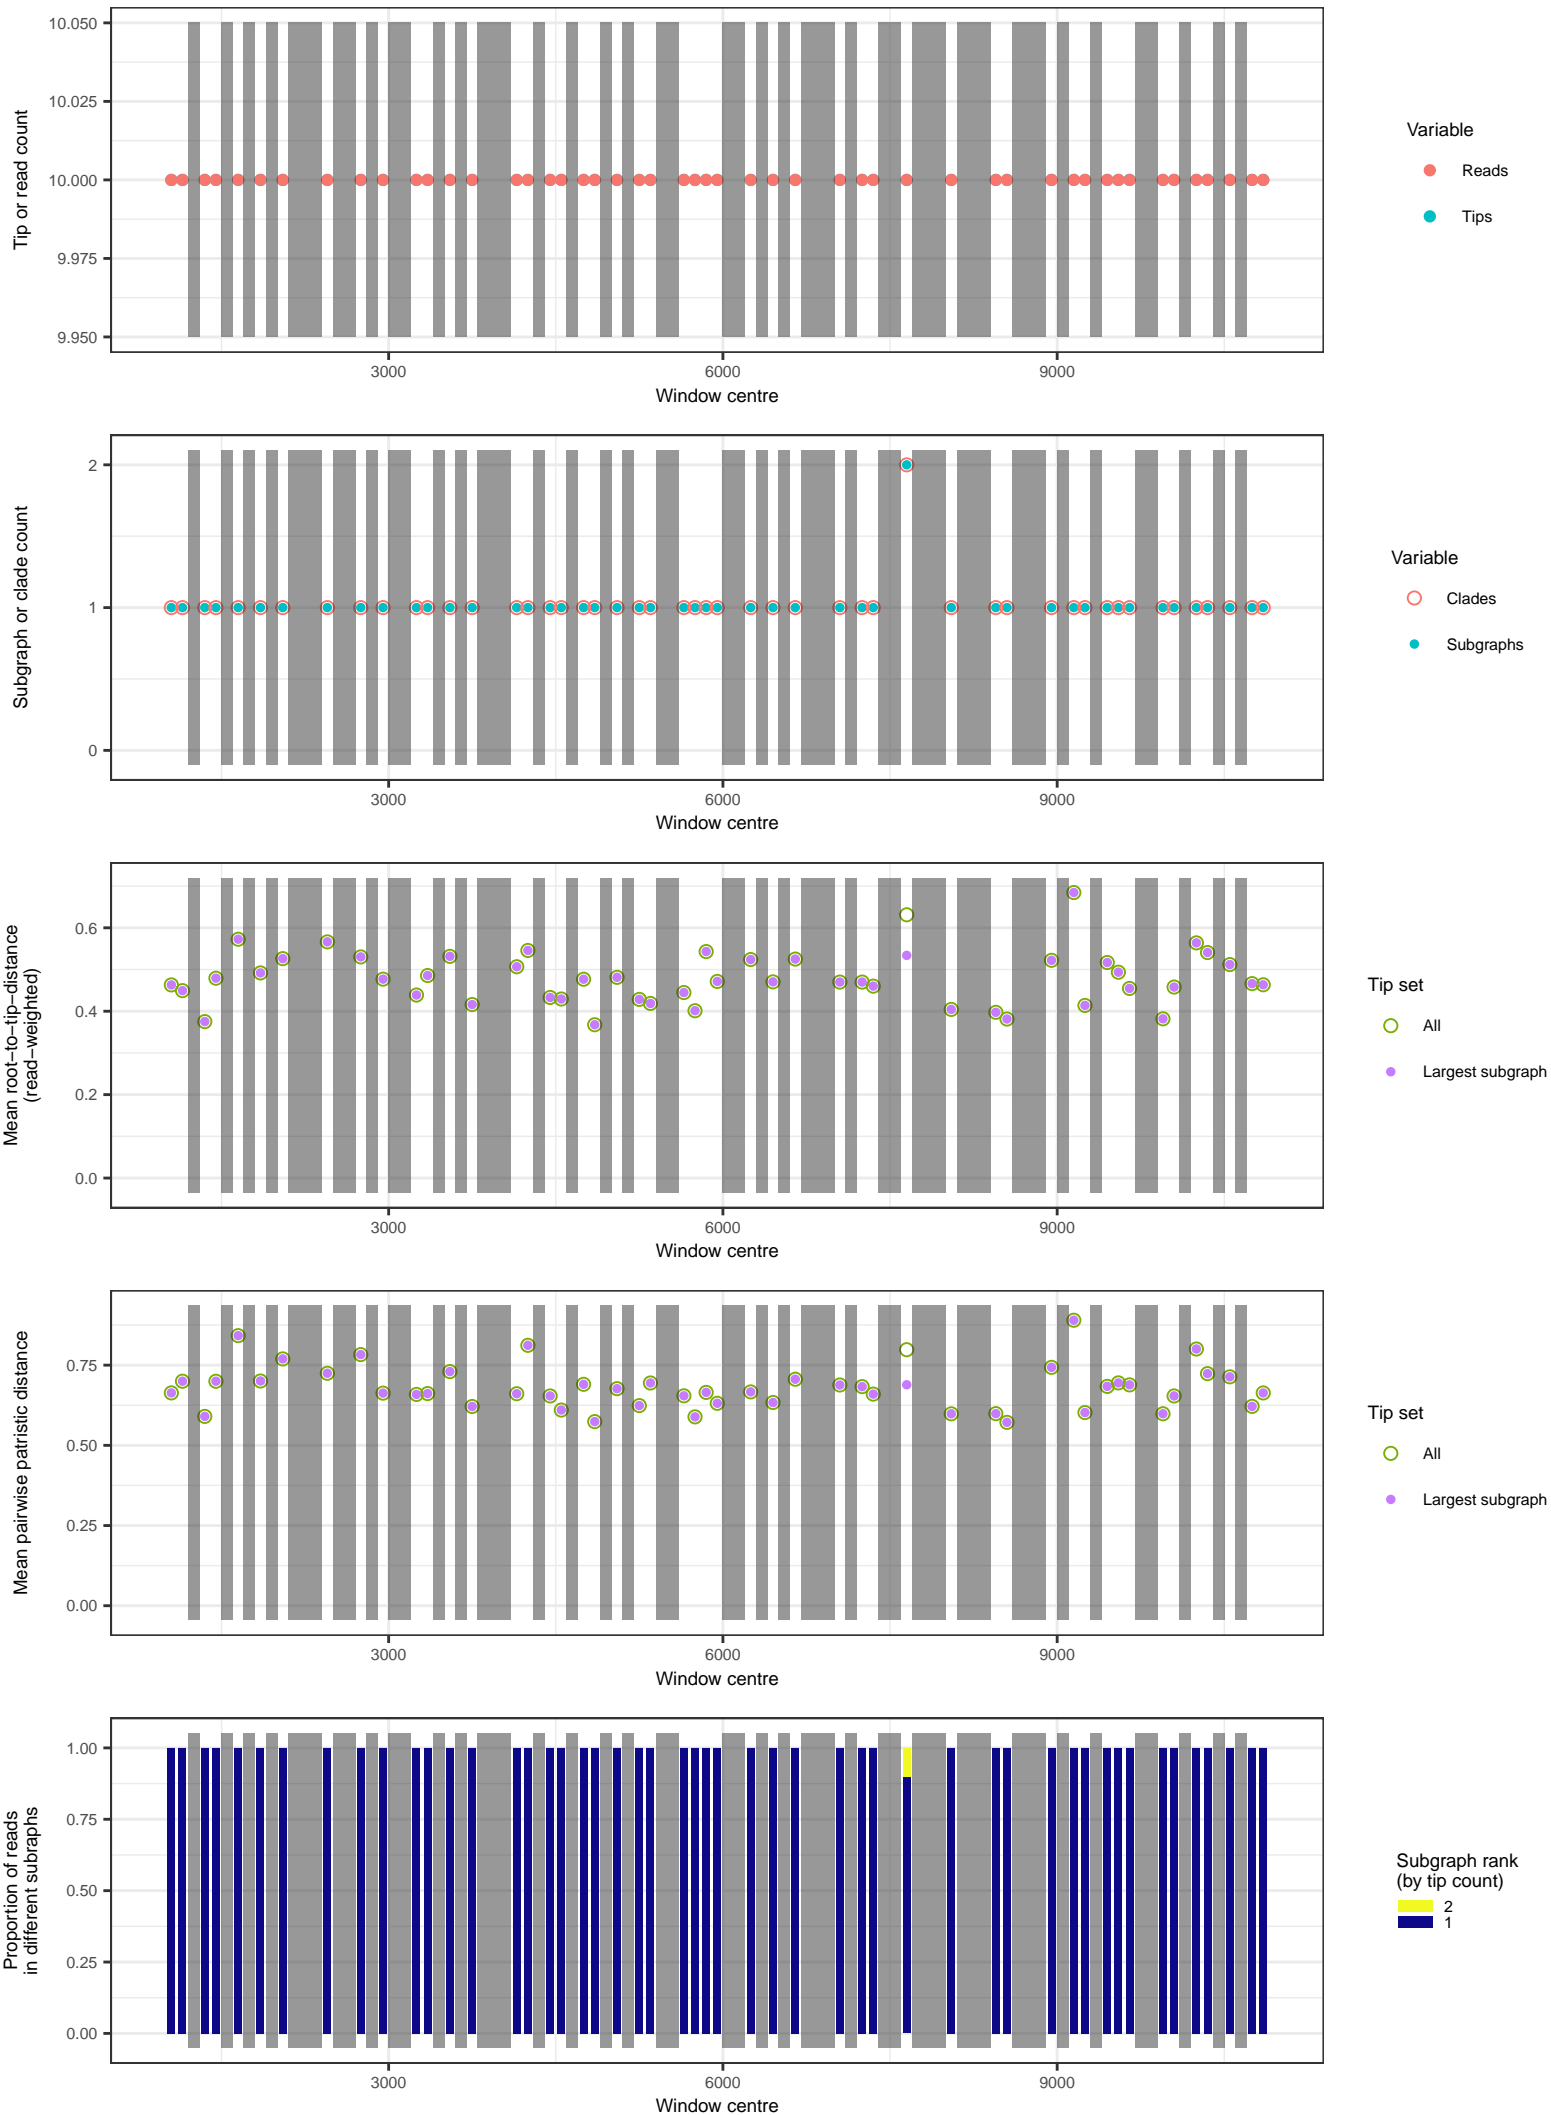 10.050
10.025
10.000
9.975
9.950
Tip or read count
3000 6000 9000
Window centre
Variable
Reads
Tips
2
1
0
Subgraph or clade count
3000 6000 9000
Window centre
Variable
Clades
Subgraphs
0.6
0.4
0.2
0.0
Mean root−to−tip−distance
(read−weighted)
3000 6000 9000
Window centre
Tip set
All
Largest subgraph
0.75
0.50
0.25
0.00
Mean pairwise patristic distance
3000 6000 9000
Window centre
Tip set
All
Largest subgraph
1.00
0.75
0.50
0.25
0.00
Proportion of reads
in different subraphs
3000 6000 9000
Window centre
Subgraph rank
(by tip count)
2
1